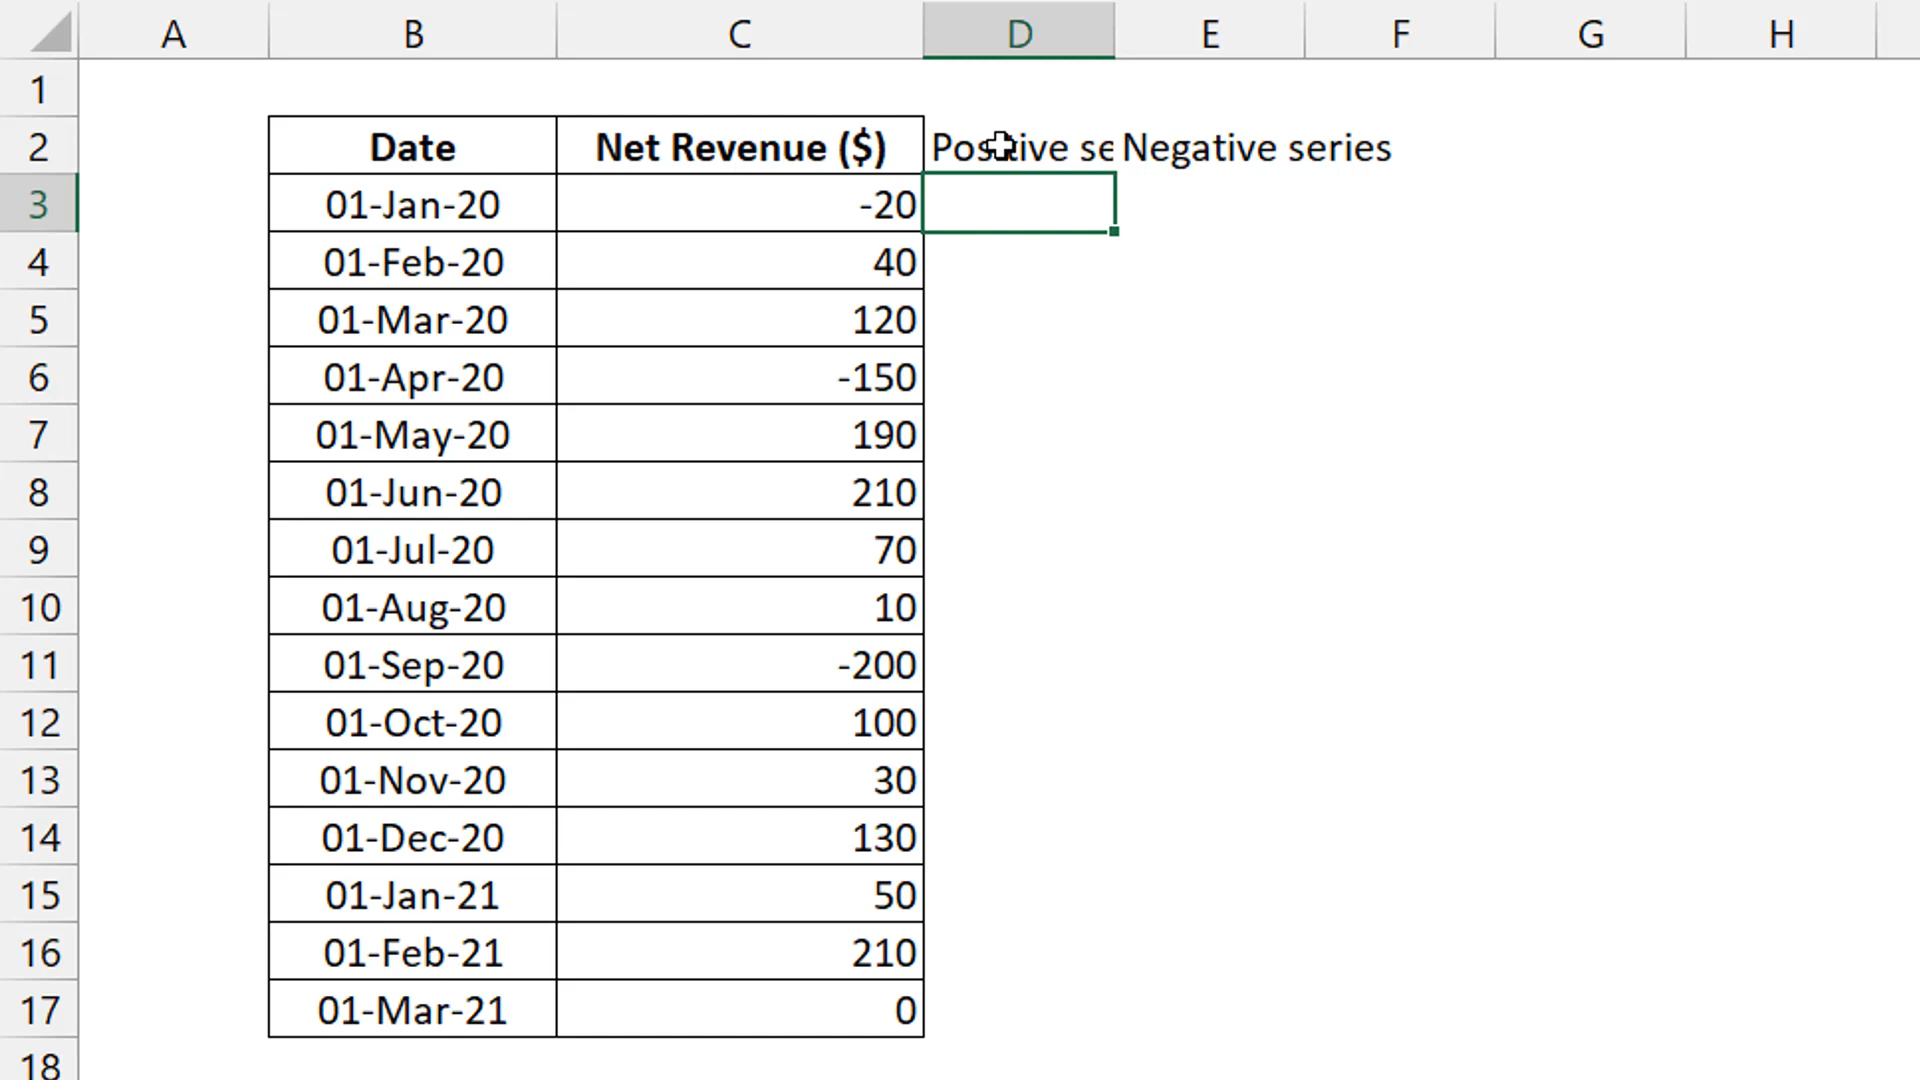 A B C D E F G H
1
2 Date Net Revenue ($) Positive se Negative series
3 01-Jan-20 -20
4 01-Feb-20 40
5 01-Mar-20 120
6 01-Apr-20 -150
7 01-May-20 190
8 01-Jun-20 210
9 01-Jul-20 70
10 01-Aug-20 10
11 01-Sep-20 -200
12 01-Oct-20 100
13 01-Nov-20 30
14 01-Dec-20 130
15 01-Jan-21 50
16 01-Feb-21 210
17 01-Mar-21 0
18